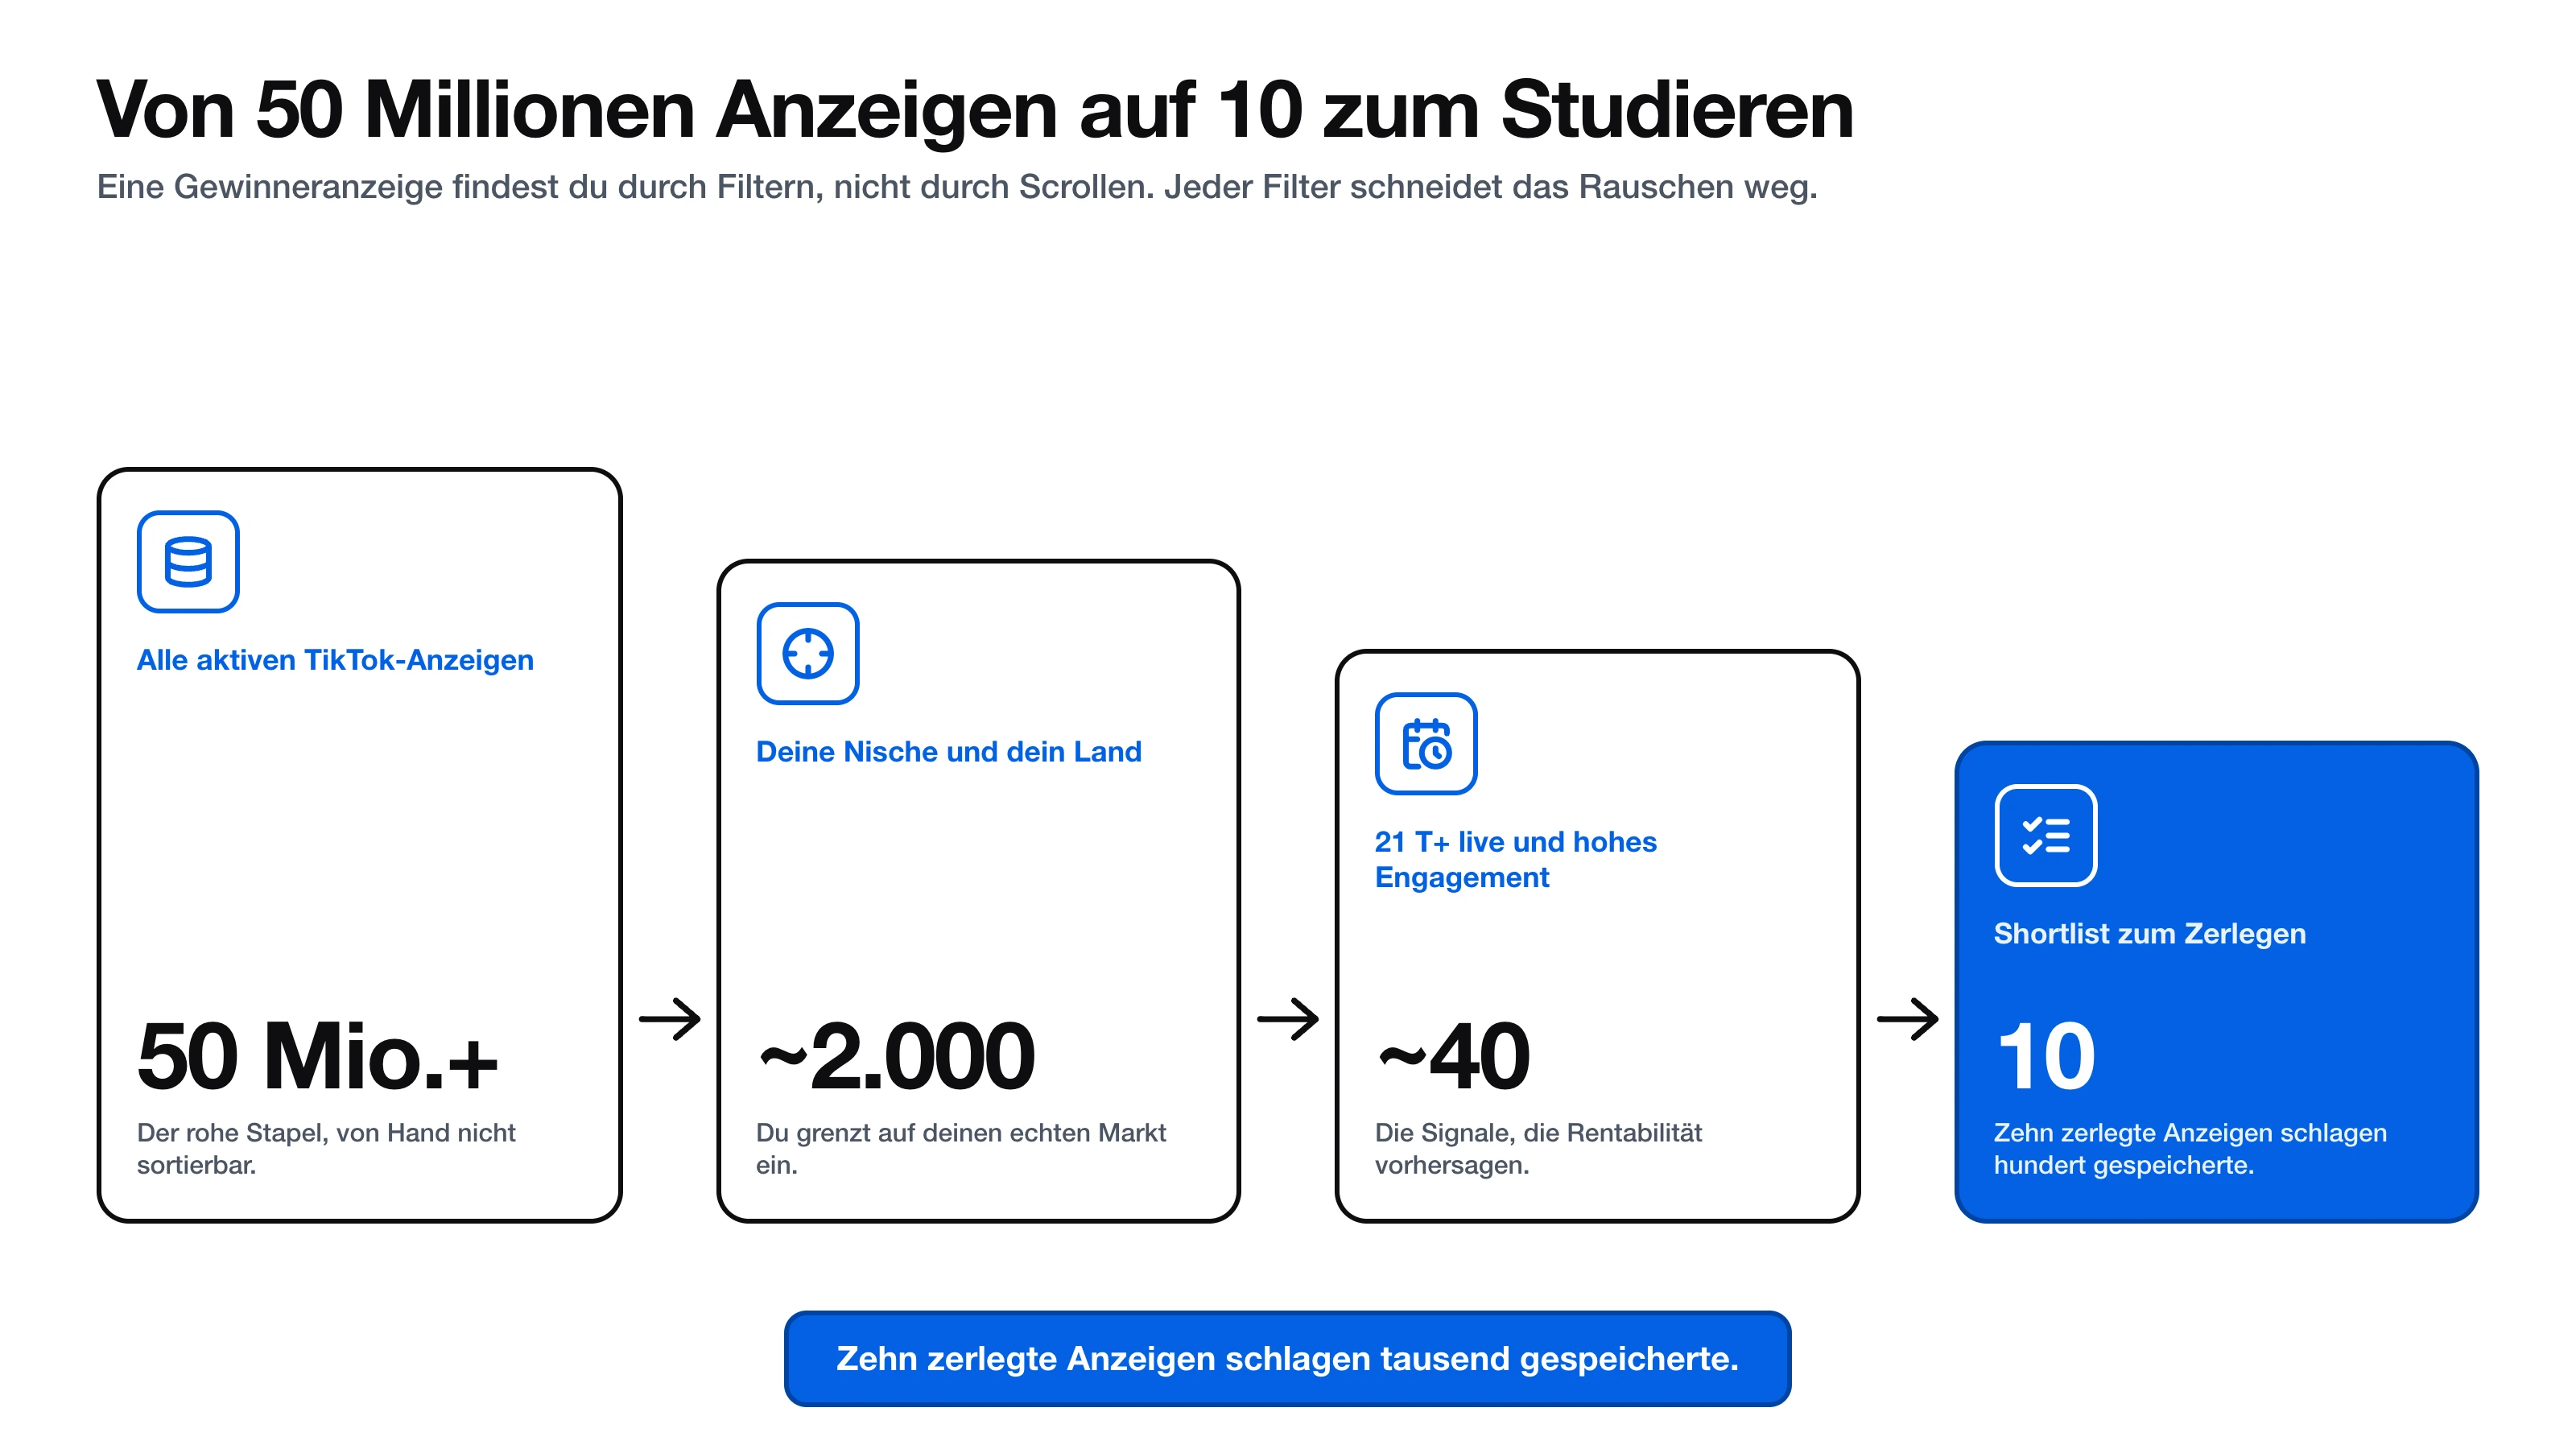 Von 50 Millionen Anzeigen auf 10 zum Studieren
Eine Gewinneranzeige findest du durch Filtern, nicht durch Scrollen. Jeder Filter schneidet das Rauschen weg.
Alle aktiven TikTok-Anzeigen
50 Mio.+
Der rohe Stapel, von Hand nicht
sortierbar.
Deine Nische und dein Land
~2.000
Du grenzt auf deinen echten Markt
ein.
21 T+ live und hohes
Engagement
~40
Die Signale, die Rentabilität
vorhersagen.
Shortlist zum Zerlegen
10
Zehn zerlegte Anzeigen schlagen
hundert gespeicherte.
Zehn zerlegte Anzeigen schlagen tausend gespeicherte.